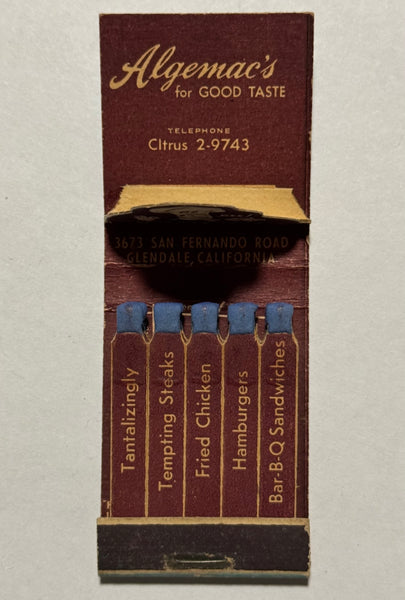 Algemac's
for GOOD TASTE
TELEPHONE
CItrus 2-9743
3673 SAN FERNANDO ROAD
GLENDALE, CALIFORNIA
Tantalizingly
Tempting Steaks
Fried Chicken
Hamburgers
Bar-B-Q Sandwiches